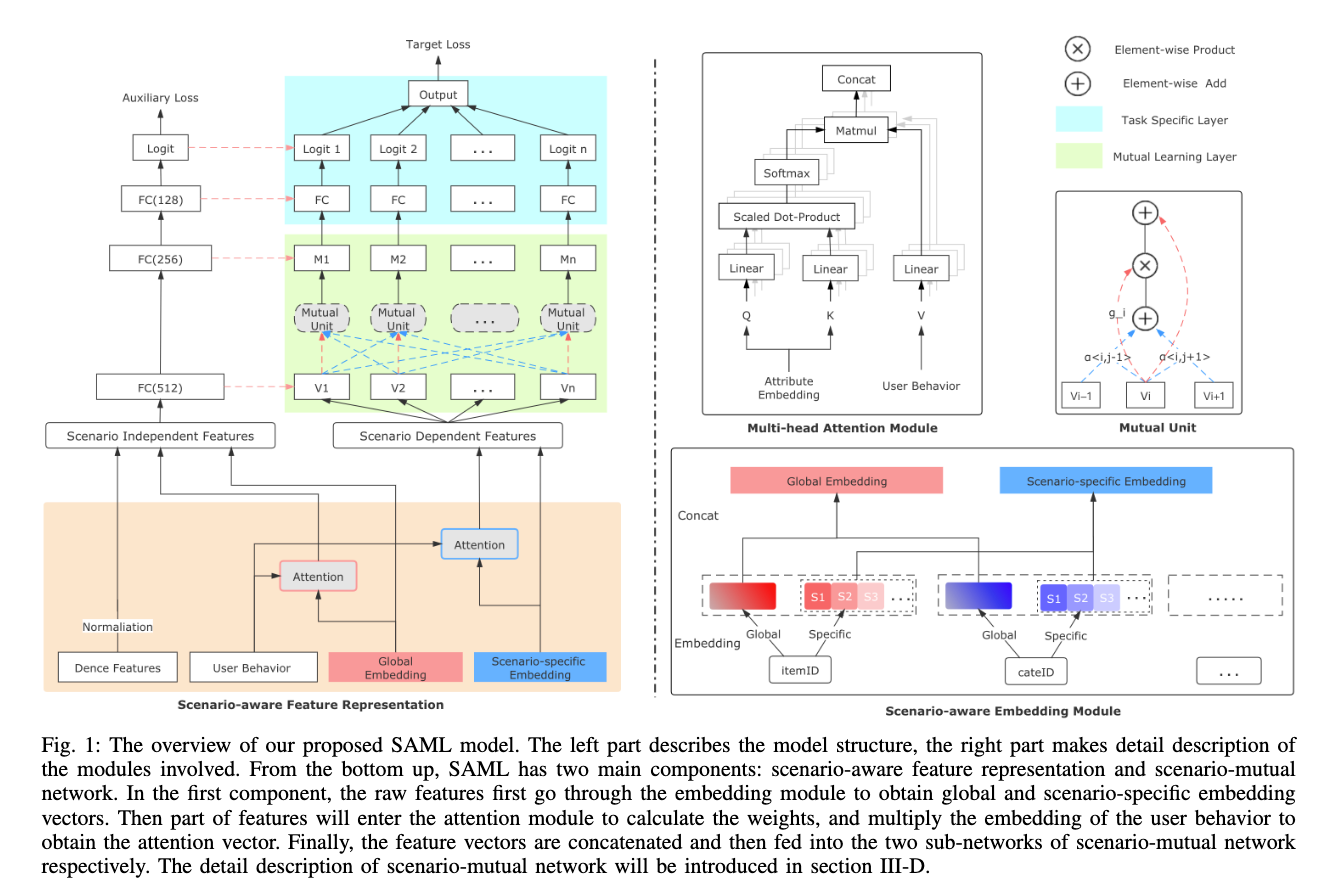 Target Loss
Output
Auxiliary Loss
Logit
Logit 1
Logit 2
...
Logit n
FC(128)
FC
FC
...
FC
FC(256)
M1
M2
...
Mn
Mutual
Unit
Mutual
Unit
...
Mutual
Unit
FC(512)
V1
V2
...
Vn
Scenario Independent Features
Scenario Dependent Features
Attention
Attention
Normaliation
Dence Features
User Behavior
Global
Embedding
Scenario-specific
Embedding
Scenario-aware Feature Representation
Concat
Matmul
Softmax
Scaled Dot-Product
Linear
Linear
Linear
Q
K
V
Attribute
Embedding
User Behavior
Multi-head Attention Module
Element-wise Product
Element-wise Add
Task Specific Layer
Mutual Learning Layer
g_i
α<i,j-1>
α<i,j+1>
Vi−1
Vi
Vi+1
Mutual Unit
Global Embedding
Scenario-specific Embedding
Concat
S1
S2
S3
...
S1
S2
S3
...
.....
Embedding
Global
Specific
Global
Specific
itemID
cateID
...
Scenario-aware Embedding Module
Fig. 1: The overview of our proposed SAML model. The left part describes the model structure, the right part makes detail description of
the modules involved. From the bottom up, SAML has two main components: scenario-aware feature representation and scenario-mutual
network. In the first component, the raw features first go through the embedding module to obtain global and scenario-specific embedding
vectors. Then part of features will enter the attention module to calculate the weights, and multiply the embedding of the user behavior to
obtain the attention vector. Finally, the feature vectors are concatenated and then fed into the two sub-networks of scenario-mutual network
respectively. The detail description of scenario-mutual network will be introduced in section III-D.